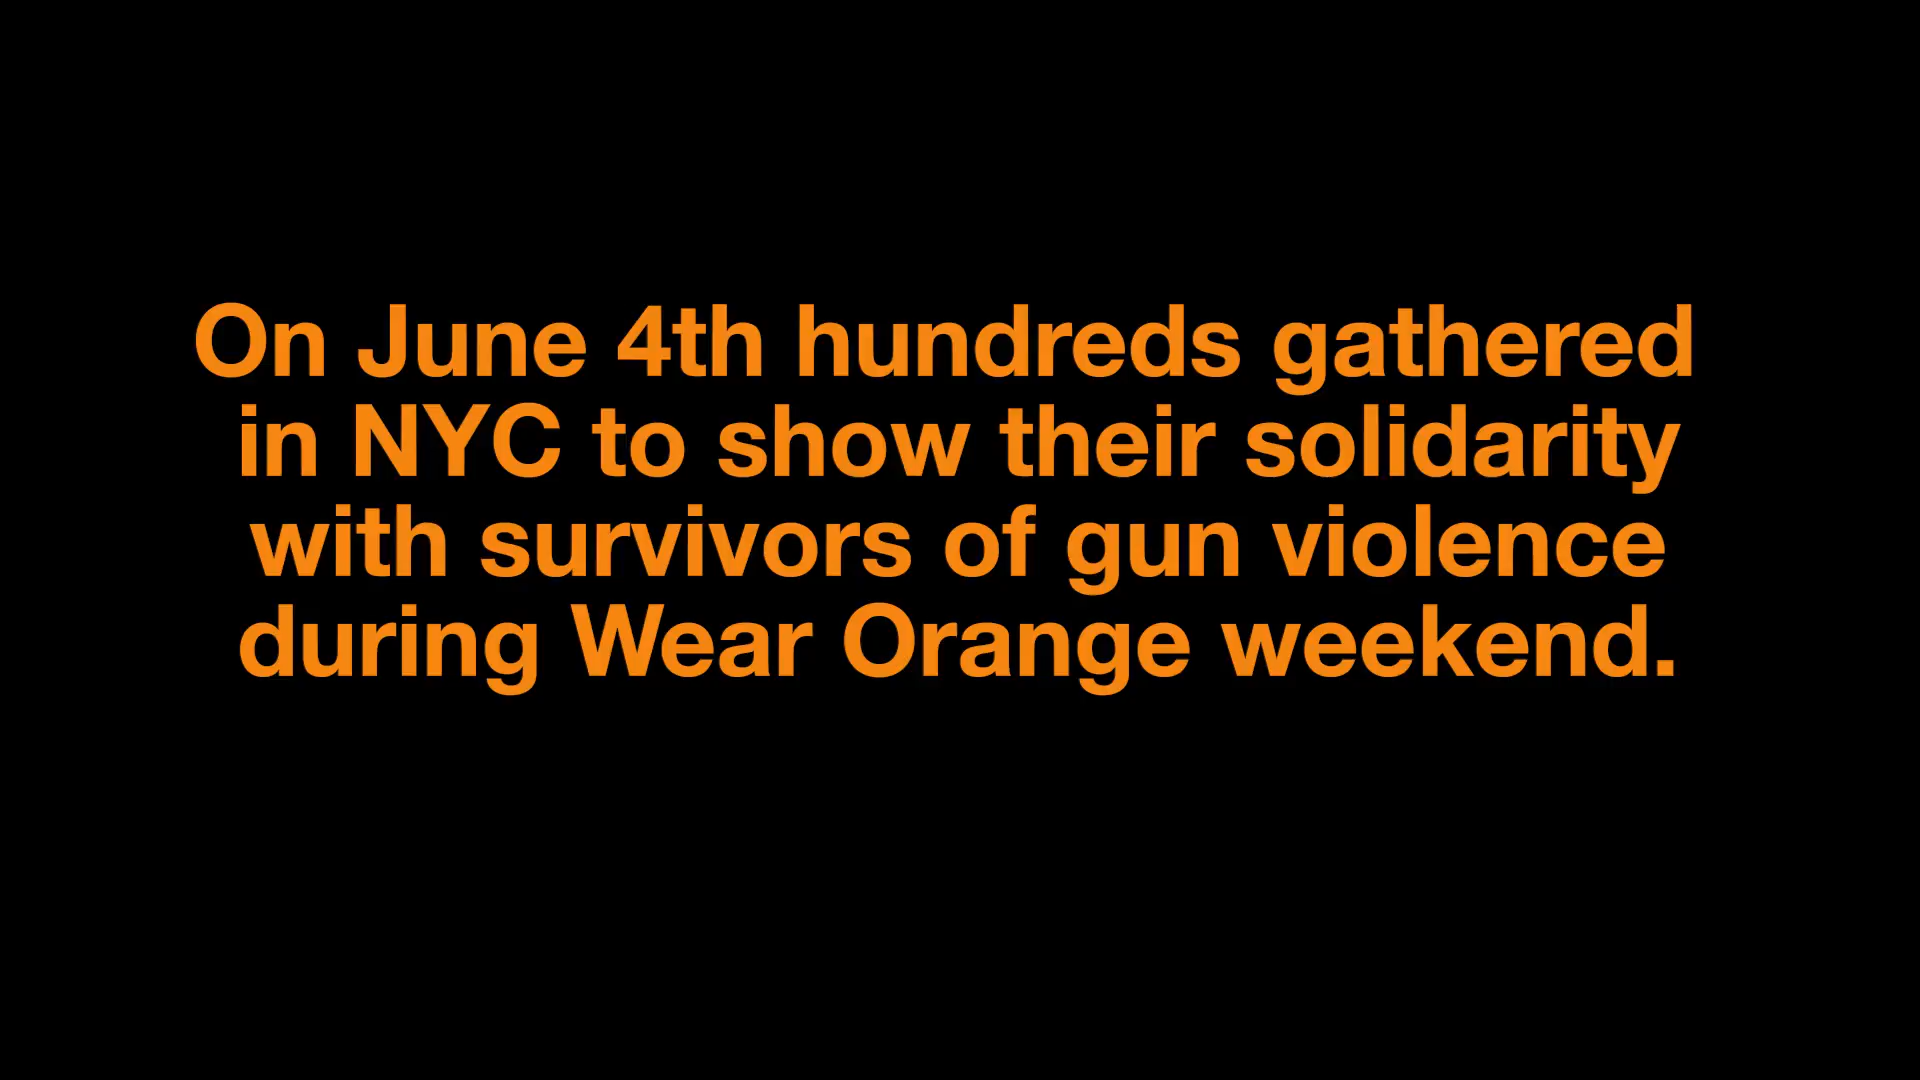 On June 4th hundreds gathered
in NYC to show their solidarity
with survivors of gun violence
during Wear Orange weekend.